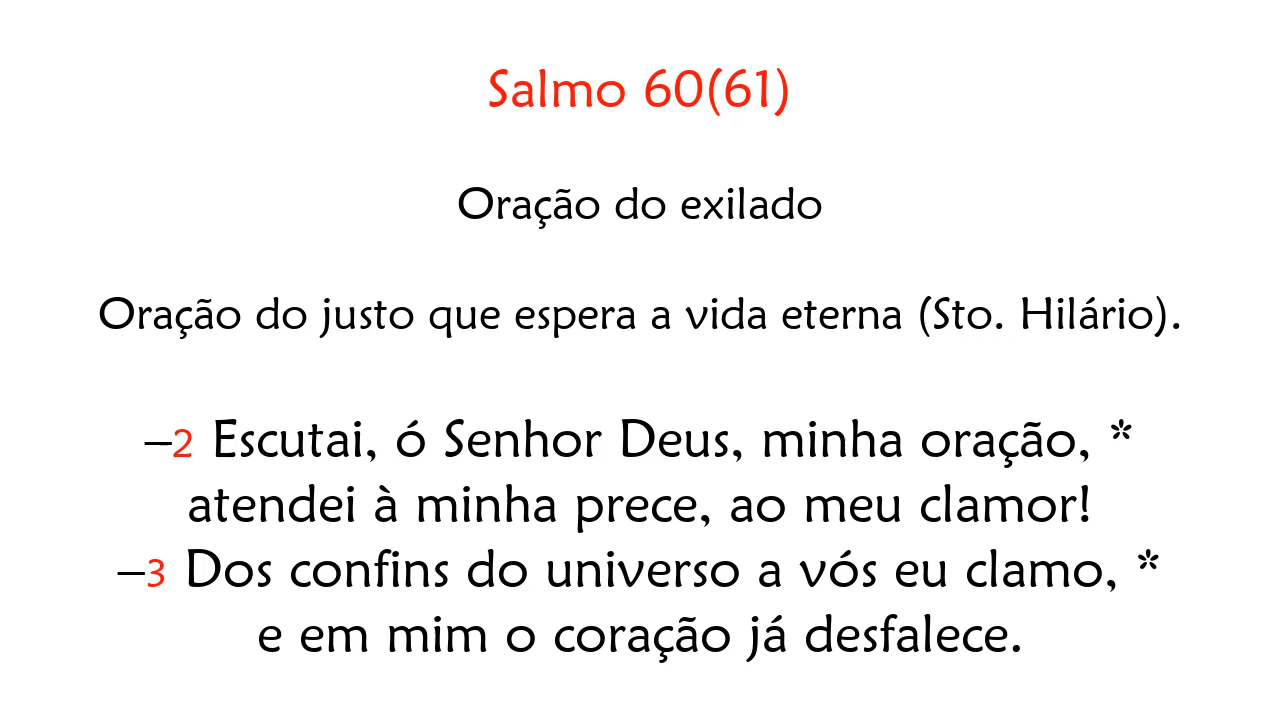 Salmo 60(61)
Oração do exilado
Oração do justo que espera a vida eterna (Sto. Hilário).
–2 Escutai, ó Senhor Deus, minha oração, *
atendei à minha prece, ao meu clamor!
–3 Dos confins do universo a vós eu clamo, *
e em mim o coração já desfalece.